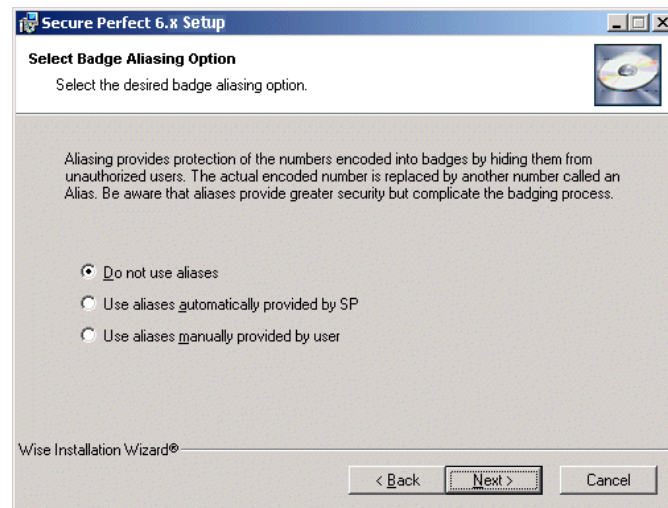 Secure Perfect 6.x Setup
Select Badge Aliasing Option
Select the desired badge aliasing option.
Aliasing provides protection of the numbers encoded into badges by hiding them from
unauthorized users. The actual encoded number is replaced by another number called an
Alias. Be aware that aliases provide greater security but complicate the badging process.
Do not use aliases
Use aliases automatically provided by SP
Use aliases manually provided by user
Wise Installation Wizard®
< Back Next > Cancel